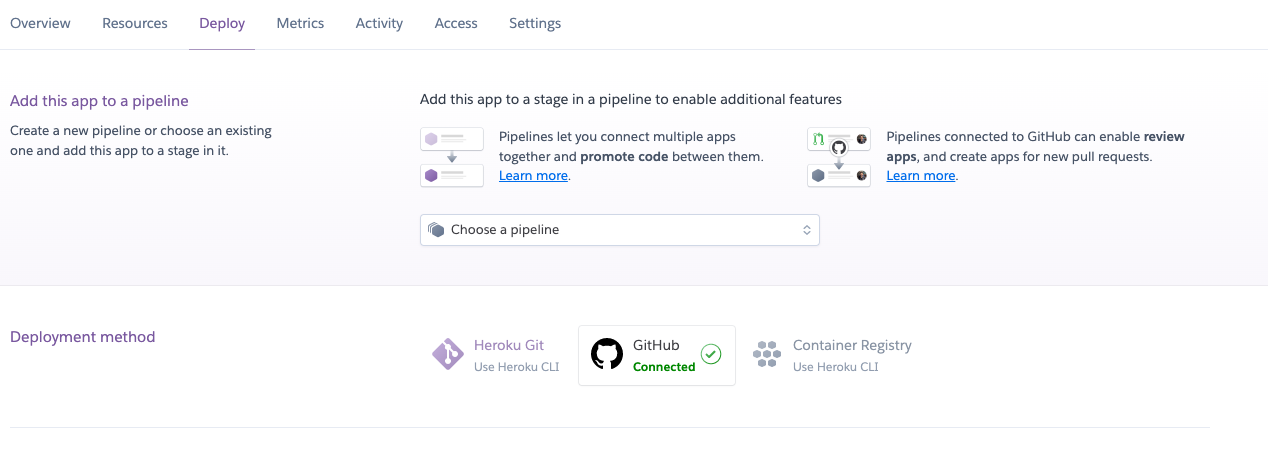 Overview Resources Deploy Metrics Activity Access Settings
Add this app to a pipeline
Create a new pipeline or choose an existing
one and add this app to a stage in it.
Add this app to a stage in a pipeline to enable additional features
Pipelines let you connect multiple apps
together and promote code between them.
Learn more.
Pipelines connected to GitHub can enable review
apps, and create apps for new pull requests.
Learn more.
Choose a pipeline
Deployment method
Heroku Git
Use Heroku CLI
GitHub
Connected
Container Registry
Use Heroku CLI